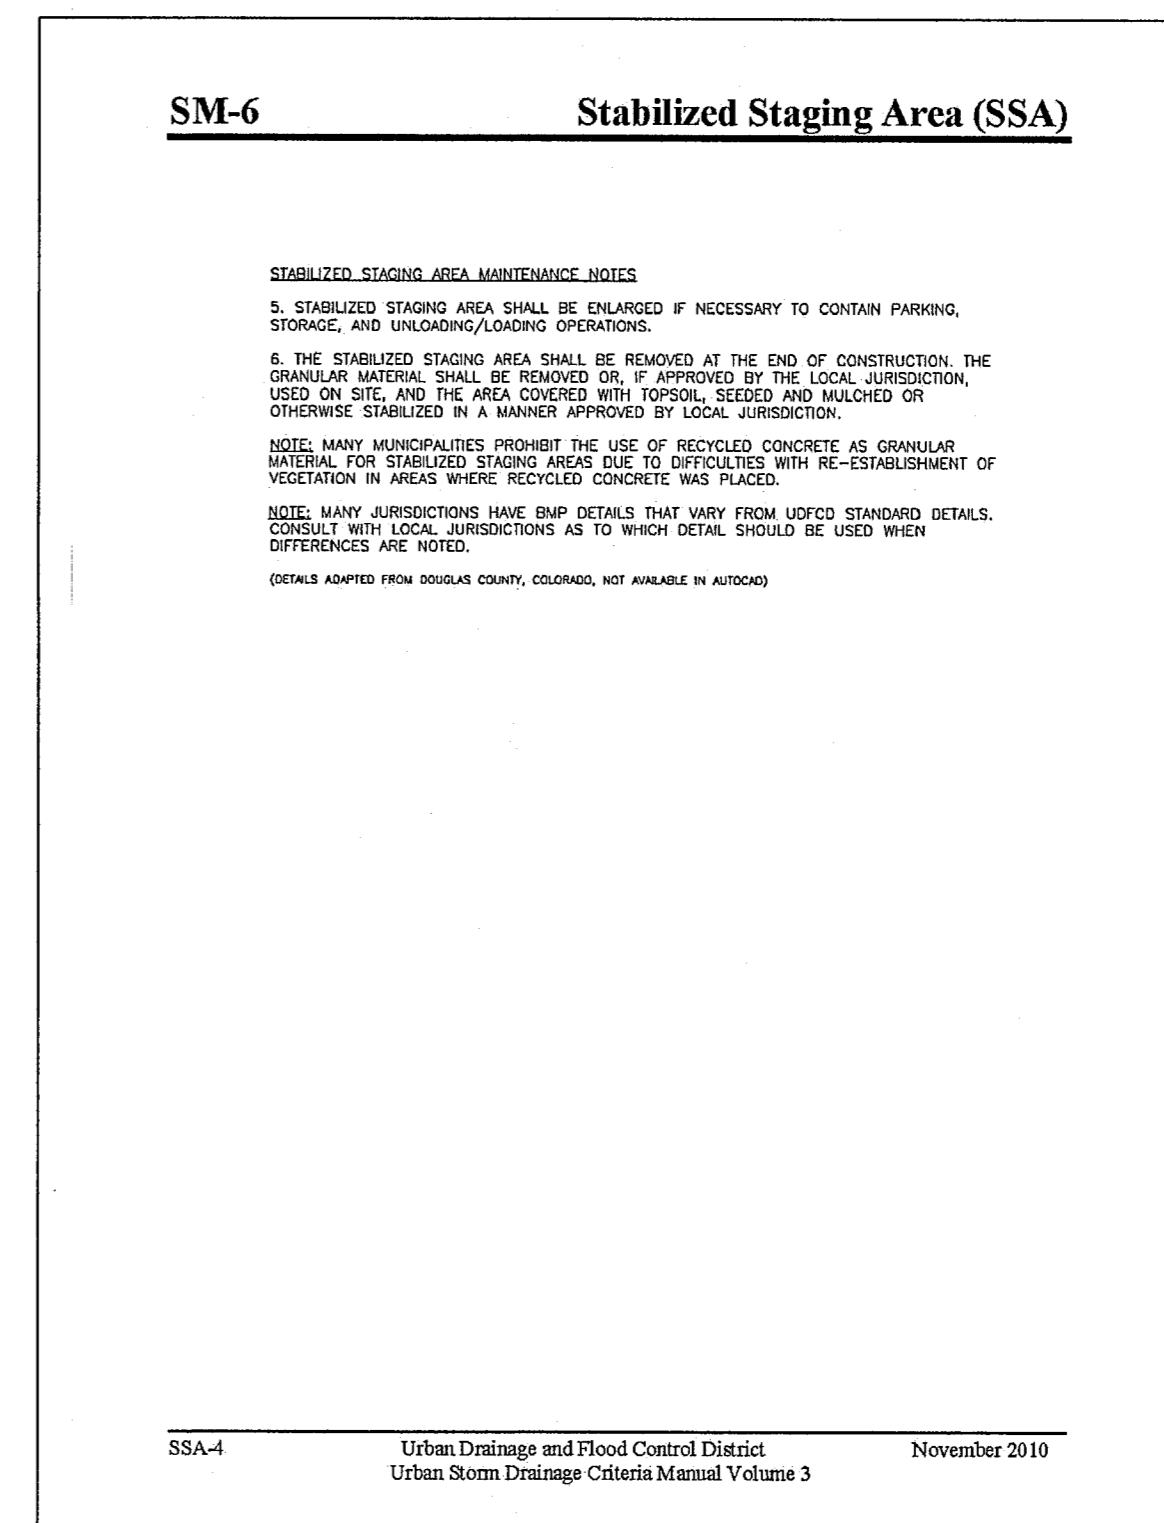 SM-6 Stabilized Staging Area (SSA)
STABILIZED STAGING AREA MAINTENANCE NOTES
5. STABILIZED STAGING AREA SHALL BE ENLARGED IF NECESSARY TO CONTAIN PARKING,
STORAGE, AND UNLOADING/LOADING OPERATIONS.
6. THE STABILIZED STAGING AREA SHALL BE REMOVED AT THE END OF CONSTRUCTION. THE
GRANULAR MATERIAL SHALL BE REMOVED OR, IF APPROVED BY THE LOCAL JURISDICTION,
USED ON SITE, AND THE AREA COVERED WITH TOPSOIL, SEEDED AND MULCHED OR
OTHERWISE STABILIZED IN A MANNER APPROVED BY LOCAL JURISDICTION.
NOTE: MANY MUNICIPALITIES PROHIBIT THE USE OF RECYCLED CONCRETE AS GRANULAR
MATERIAL FOR STABILIZED STAGING AREAS DUE TO DIFFICULTIES WITH RE-ESTABLISHMENT OF
VEGETATION IN AREAS WHERE RECYCLED CONCRETE WAS PLACED.
NOTE: MANY JURISDICTIONS HAVE BMP DETAILS THAT VARY FROM UDFCD STANDARD DETAILS.
CONSULT WITH LOCAL JURISDICTIONS AS TO WHICH DETAIL SHOULD BE USED WHEN
DIFFERENCES ARE NOTED.
(DETAILS ADAPTED FROM DOUGLAS COUNTY, COLORADO, NOT AVAILABLE IN AUTOCAD)
SSA-4 Urban Drainage and Flood Control District November 2010
Urban Storm Drainage Criteria Manual Volume 3